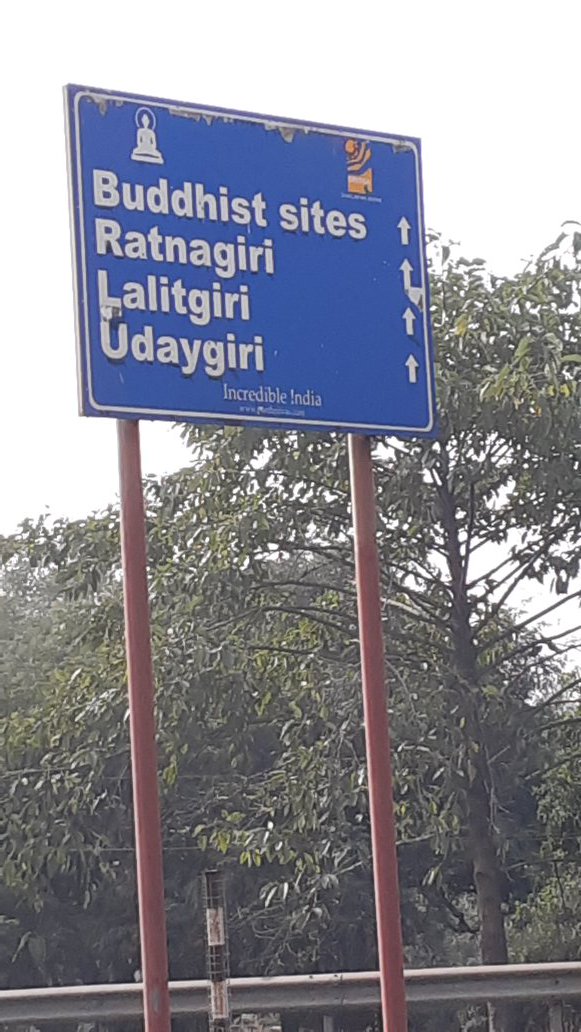 Buddhist sites
Ratnagiri
Lalitgiri
Udaygiri
Incredible !ndia